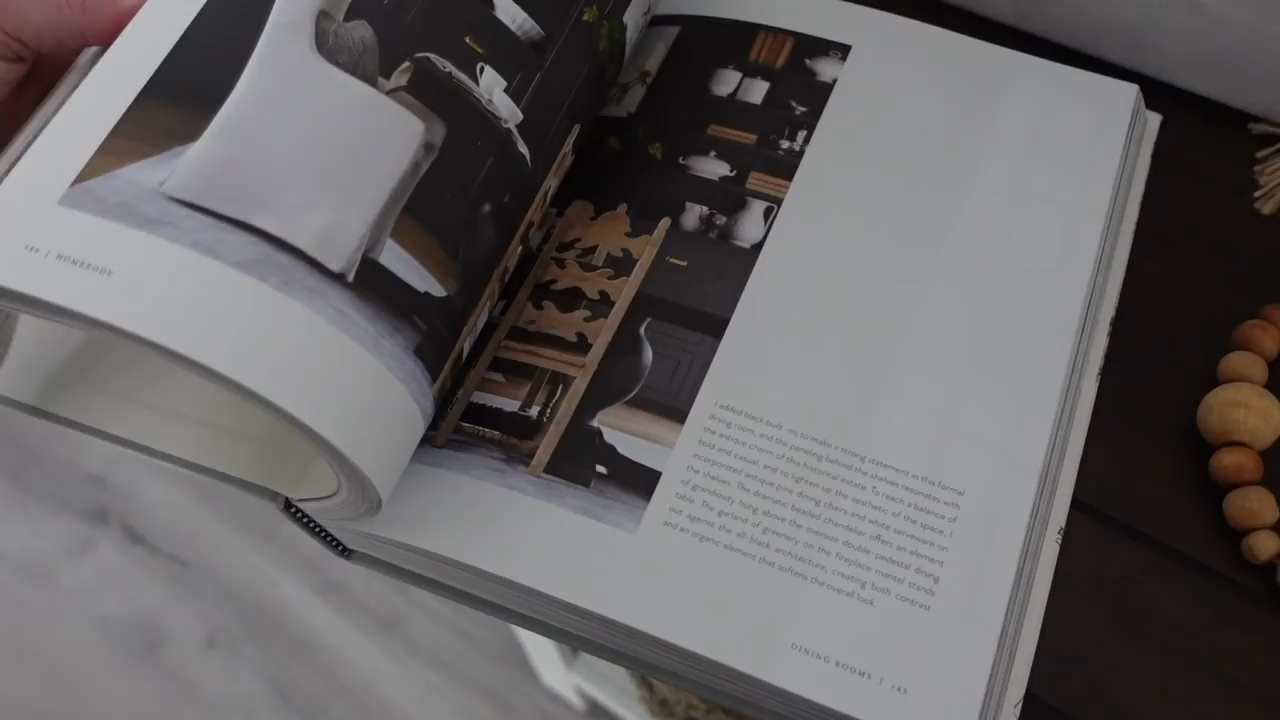 HOMEBODY
I added black built-ins to make a strong statement in this formal
dining room, and the paneling behind the shelves resonates with
the antique charm of this historical estate. To reach a balance of
bold and casual, and to lighten up the aesthetic of the space, I
incorporated antique pine dining chairs and white serveware on
the shelves. The dramatic beaded chandelier offers an element
of grandiosity hung above the oversize double-pedestal dining
table. The garland of greenery on the fireplace mantel stands
out against the all-black architecture, creating both contrast
and an organic element that softens the overall look.
DINING ROOMS |